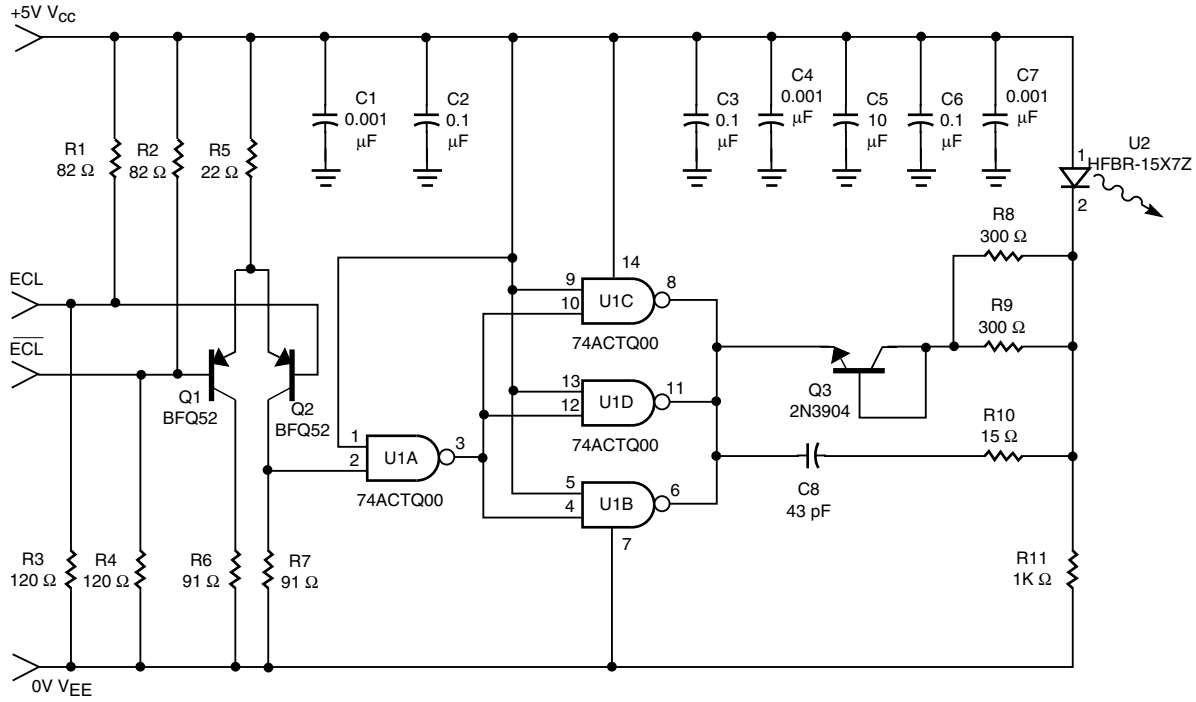 +5V VCC
C1
0.001
µF
C2
0.1
µF
C3
0.1
µF
C4
0.001
µF
C5
10
µF
C6
0.1
µF
C7
0.001
µF
R1
82 Ω
R2
82 Ω
R5
22 Ω
1
U2
HFBR-15X7Z
2
R8
300 Ω
ECL
14
9
10
U1C
8
74ACTQ00
R9
300 Ω
ECL
Q1
BFQ52
Q2
BFQ52
13
12
U1D
11
74ACTQ00
Q3
2N3904
1
2
U1A
3
74ACTQ00
R10
15 Ω
C8
43 pF
5
4
U1B
6
7
R3
120 Ω
R4
120 Ω
R6
91 Ω
R7
91 Ω
R11
1K Ω
0V VEE